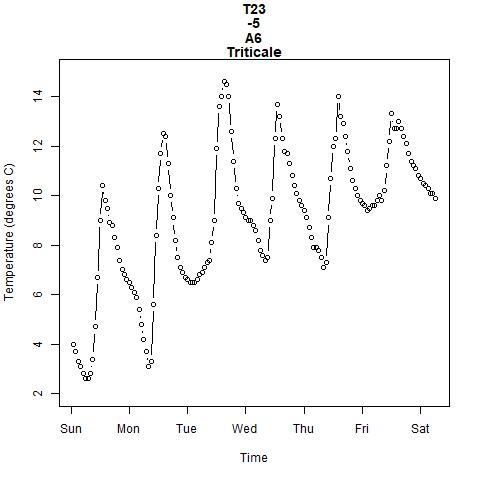 T23
-5
A6
Triticale
Temperature (degrees C)
14
12
10
8
6
4
2
Sun Mon Tue Wed Thu Fri Sat
Time